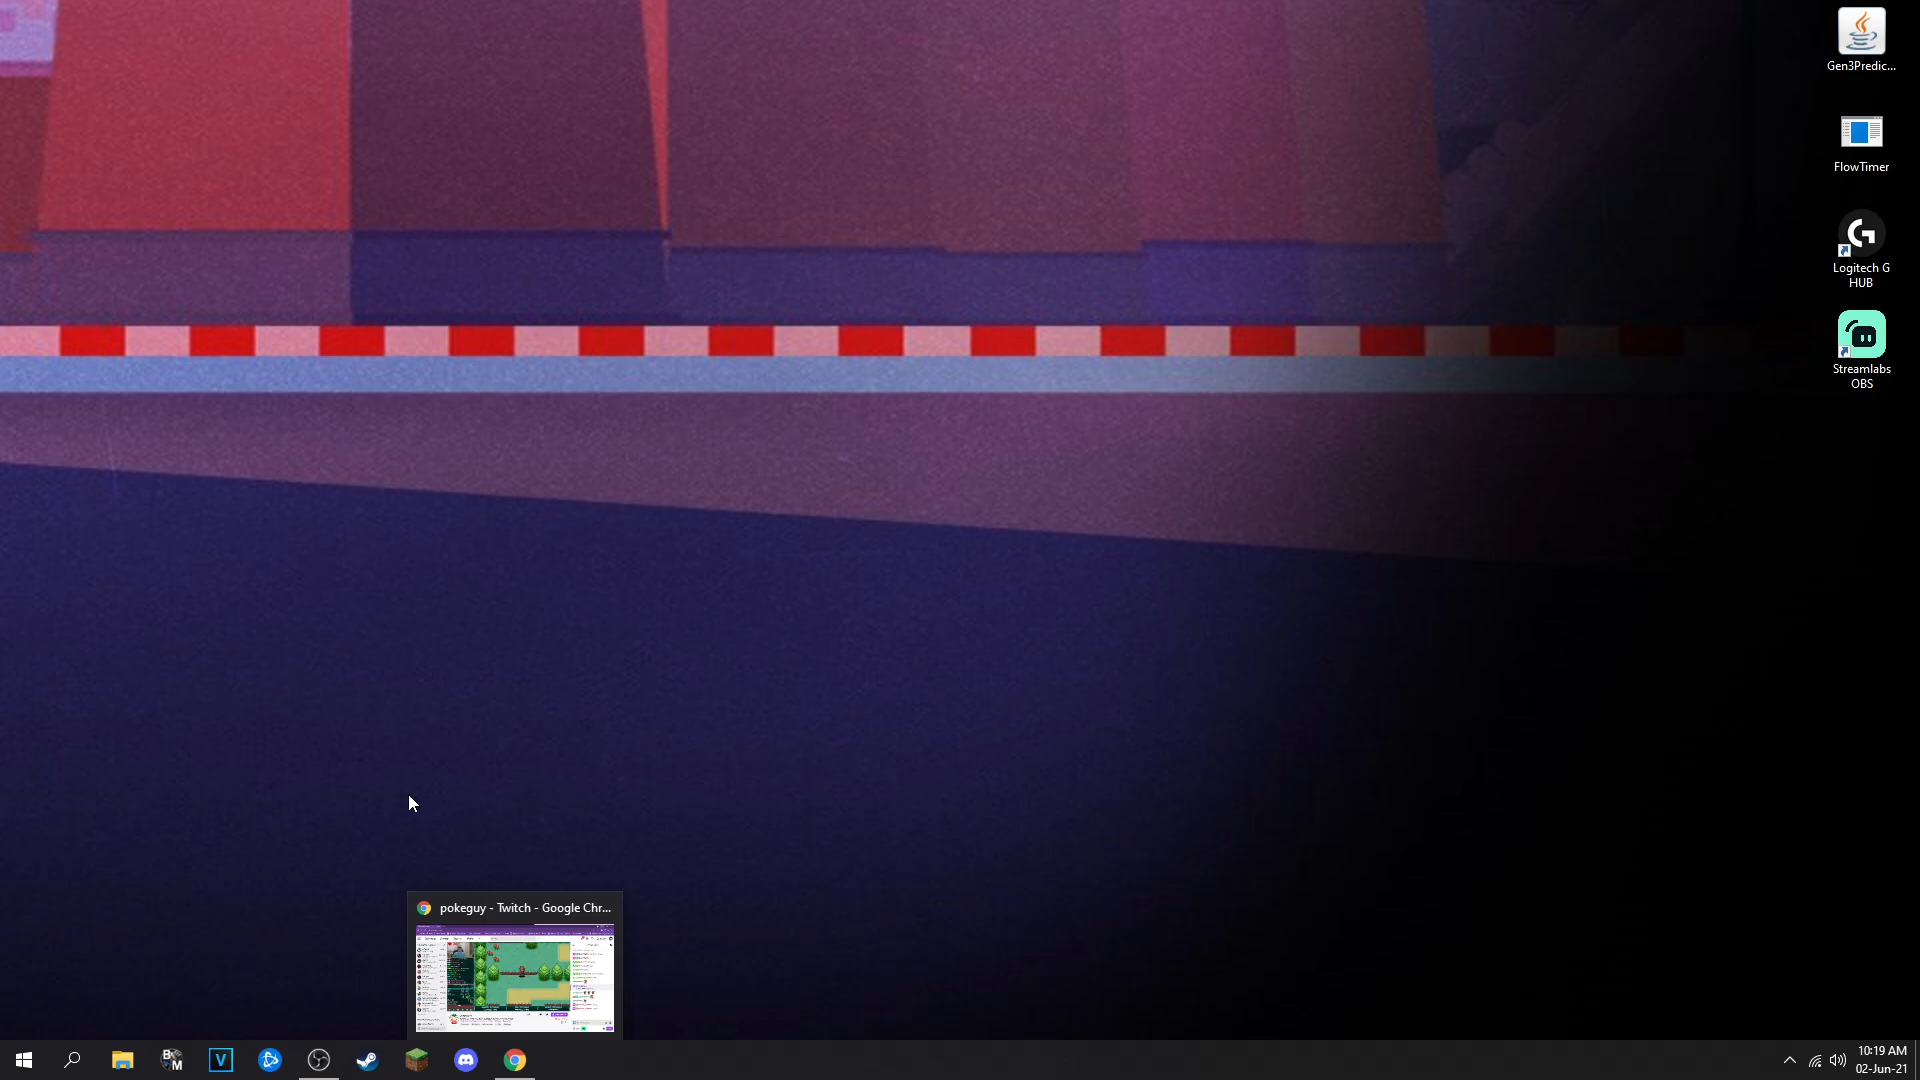 Gen3Predic...
FlowTimer
Logitech G
HUB
Streamlabs
OBS
pokeguy - Twitch - Google Chr...
B
M
V
10:19 AM
02-Jun-21